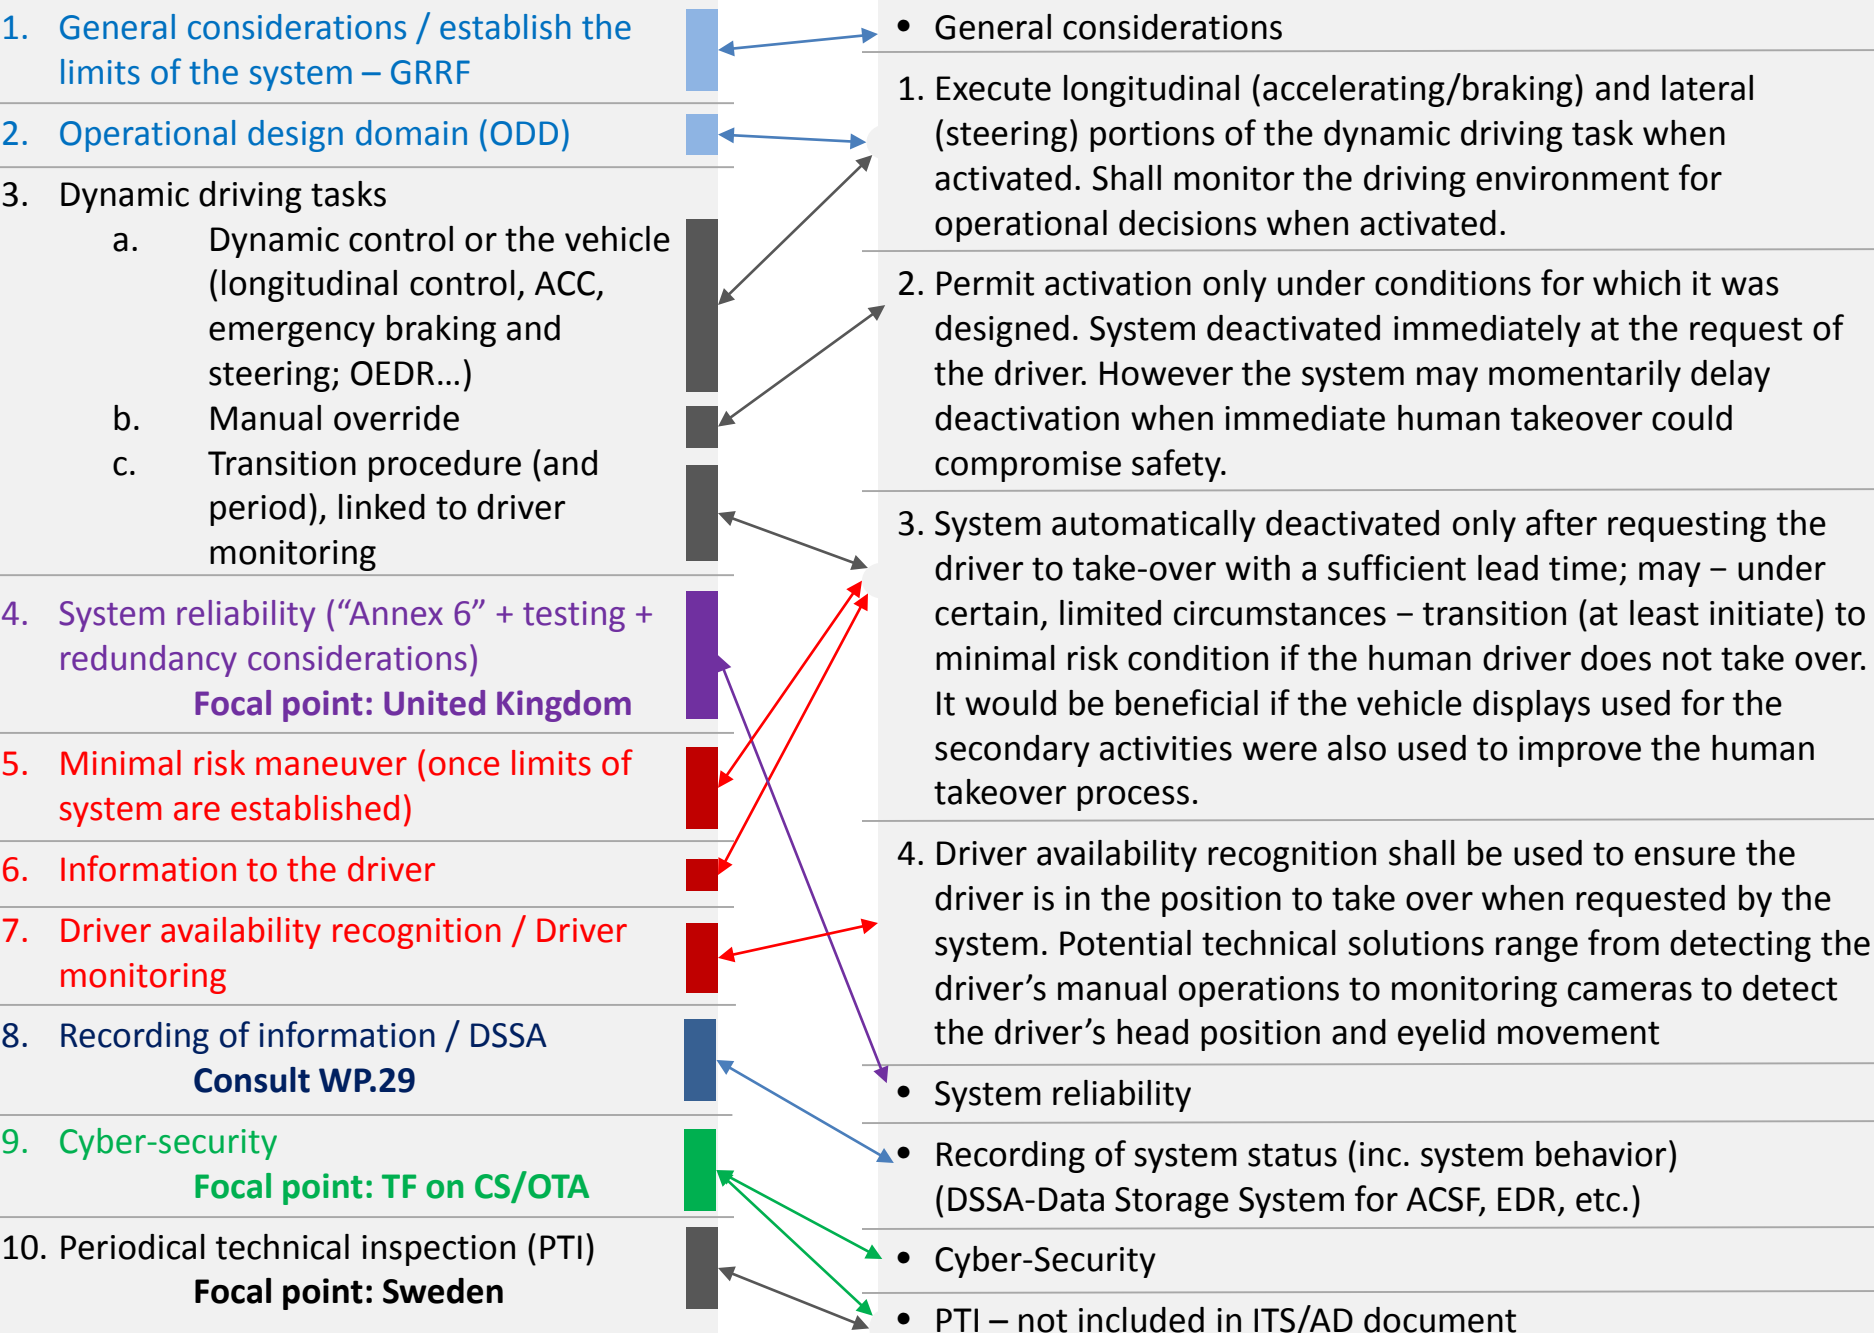 1. General considerations / establish the
limits of the system – GRRF
2. Operational design domain (ODD)
3. Dynamic driving tasks
a. Dynamic control or the vehicle
(longitudinal control, ACC,
emergency braking and
steering; OEDR…)
b. Manual override
c. Transition procedure (and
period), linked to driver
monitoring
4. System reliability (“Annex 6” + testing +
redundancy considerations)
Focal point: United Kingdom
5. Minimal risk maneuver (once limits of
system are established)
6. Information to the driver
7. Driver availability recognition / Driver
monitoring
8. Recording of information / DSSA
Consult WP.29
9. Cyber-security
Focal point: TF on CS/OTA
10. Periodical technical inspection (PTI)
Focal point: Sweden
• General considerations
1. Execute longitudinal (accelerating/braking) and lateral
(steering) portions of the dynamic driving task when
activated. Shall monitor the driving environment for
operational decisions when activated.
2. Permit activation only under conditions for which it was
designed. System deactivated immediately at the request of
the driver. However the system may momentarily delay
deactivation when immediate human takeover could
compromise safety.
3. System automatically deactivated only after requesting the
driver to take-over with a sufficient lead time; may − under
certain, limited circumstances − transition (at least initiate) to
minimal risk condition if the human driver does not take over.
It would be beneficial if the vehicle displays used for the
secondary activities were also used to improve the human
takeover process.
4. Driver availability recognition shall be used to ensure the
driver is in the position to take over when requested by the
system. Potential technical solutions range from detecting the
driver’s manual operations to monitoring cameras to detect
the driver’s head position and eyelid movement
• System reliability
• Recording of system status (inc. system behavior)
(DSSA-Data Storage System for ACSF, EDR, etc.)
• Cyber-Security
• PTI – not included in ITS/AD document